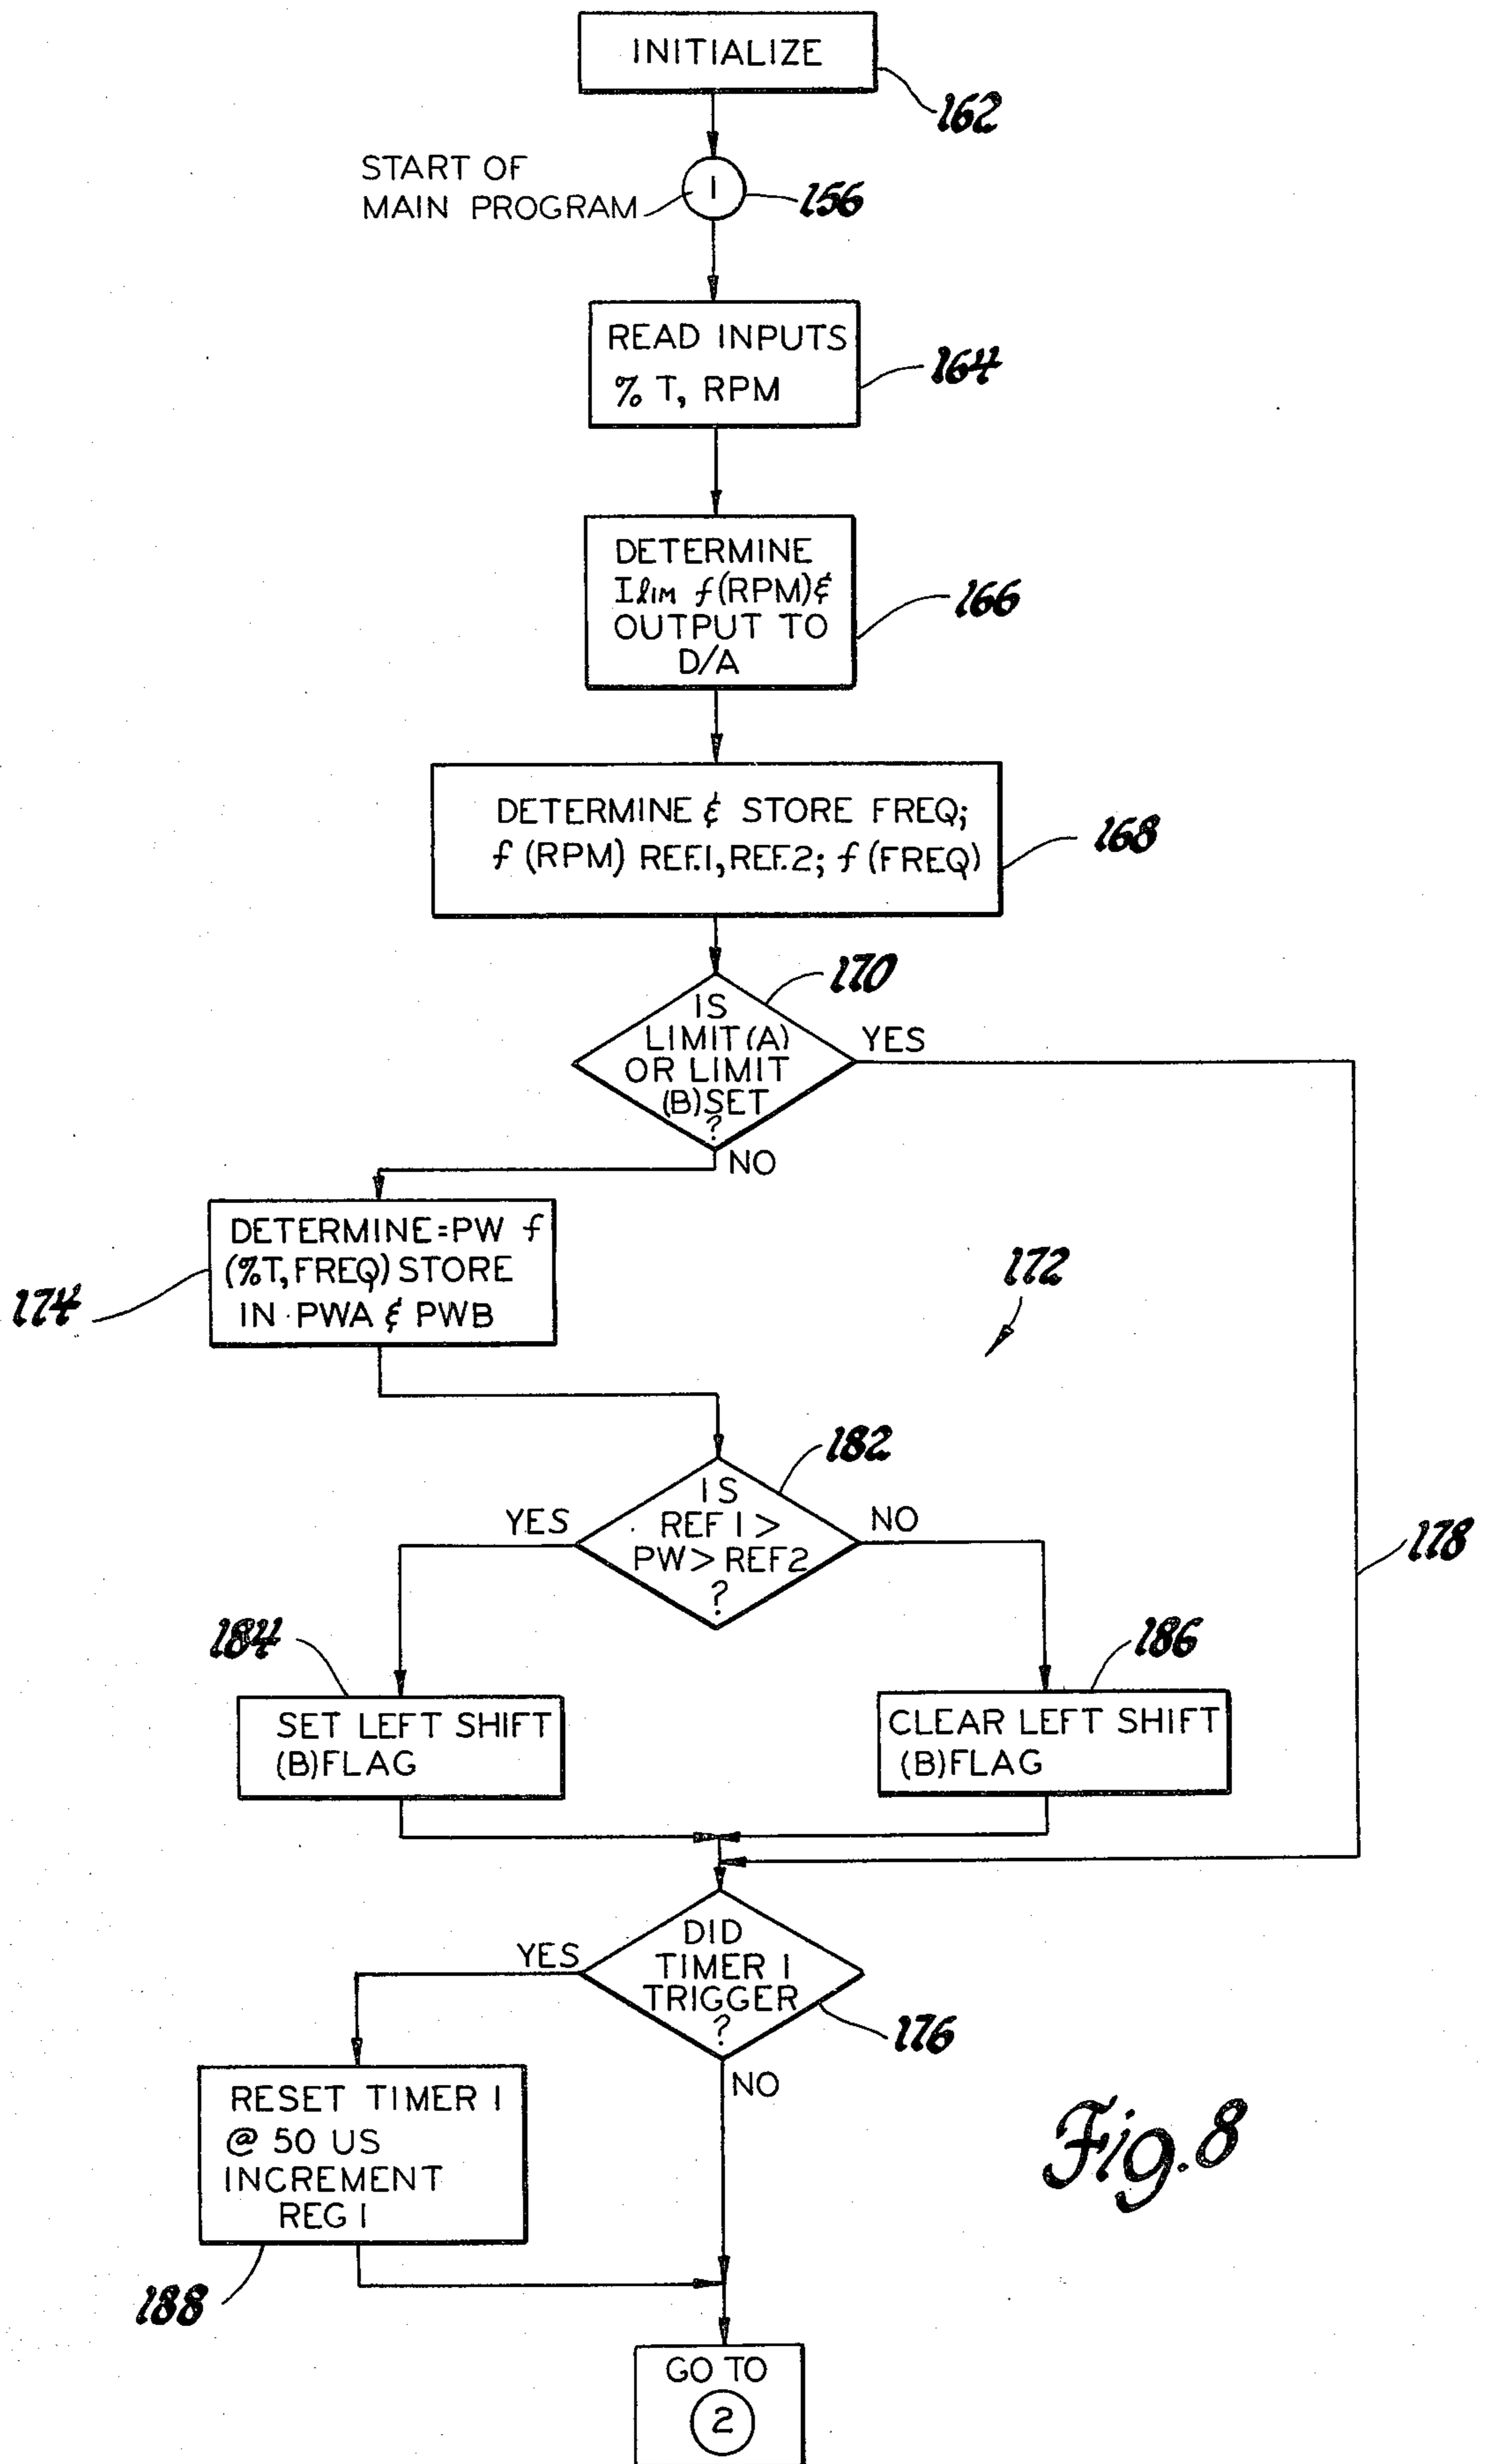 INITIALIZE
162
START OF
MAIN PROGRAM
1
156
READ INPUTS
% T, RPM
164
DETERMINE
Ilim f(RPM)&
OUTPUT TO
D/A
166
DETERMINE & STORE FREQ;
f (RPM) REF.1, REF.2; f (FREQ)
168
170
IS
LIMIT(A)
OR LIMIT
(B)SET
?
YES
NO
DETERMINE=PW f
(%T, FREQ) STORE
IN PWA & PWB
174
172
182
IS
REF 1 >
PW > REF2
?
YES
NO
178
184
186
SET LEFT SHIFT
(B)FLAG
CLEAR LEFT SHIFT
(B)FLAG
DID
TIMER 1
TRIGGER
?
YES
176
NO
RESET TIMER 1
@ 50 US
INCREMENT
REG 1
188
Fig. 8
GO TO
2